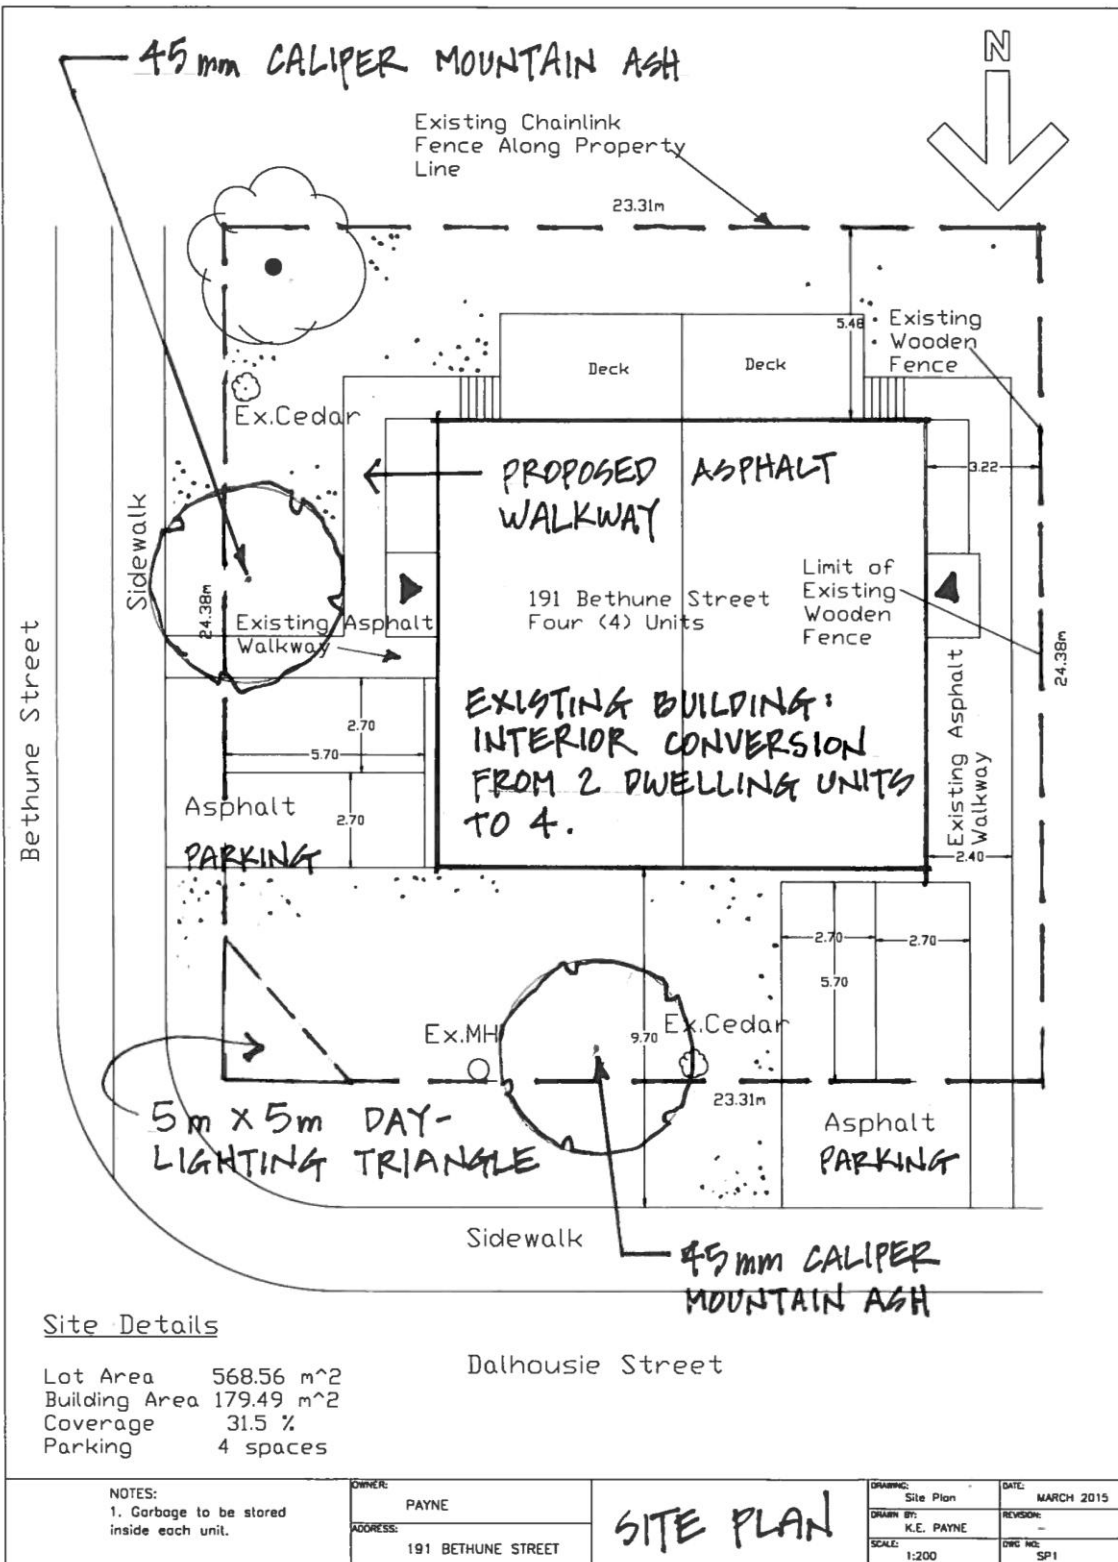 45mm CALIPER MOUNTAIN ASH
N
Existing Chainlink
Fence Along Property
Line
23.31m
5.48
Existing
Wooden
Fence
Deck
Deck
Ex.Cedar
PROPOSED ASPHALT
WALKWAY
3.22
Sidewalk
24.38m
Existing Asphalt
Walkway
191 Bethune Street
Four (4) Units
Limit of
Existing
Wooden
Fence
24.38m
Bethune Street
EXISTING BUILDING:
INTERIOR CONVERSION
FROM 2 DWELLING UNITS
TO 4.
Existing Asphalt
Walkway
2.70
5.70
2.70
Asphalt
PARKING
2.40
2.70
2.70
5.70
Ex.MH
9.70
Ex.Cedar
23.31m
5m X 5m DAY-
LIGHTING TRIANGLE
Asphalt
PARKING
Sidewalk
45mm CALIPER
MOUNTAIN ASH
Dalhousie Street
Site Details
Lot Area 568.56 m^2
Building Area 179.49 m^2
Coverage 31.5 %
Parking 4 spaces
NOTES:
1. Garbage to be stored
inside each unit.
OWNER:
PAYNE
ADDRESS:
191 BETHUNE STREET
SITE PLAN
DRAWING:
Site Plan
DATE:
MARCH 2015
DRAWN BY:
K.E. PAYNE
REVISION:
-
SCALE:
1:200
DWG NO:
SP1